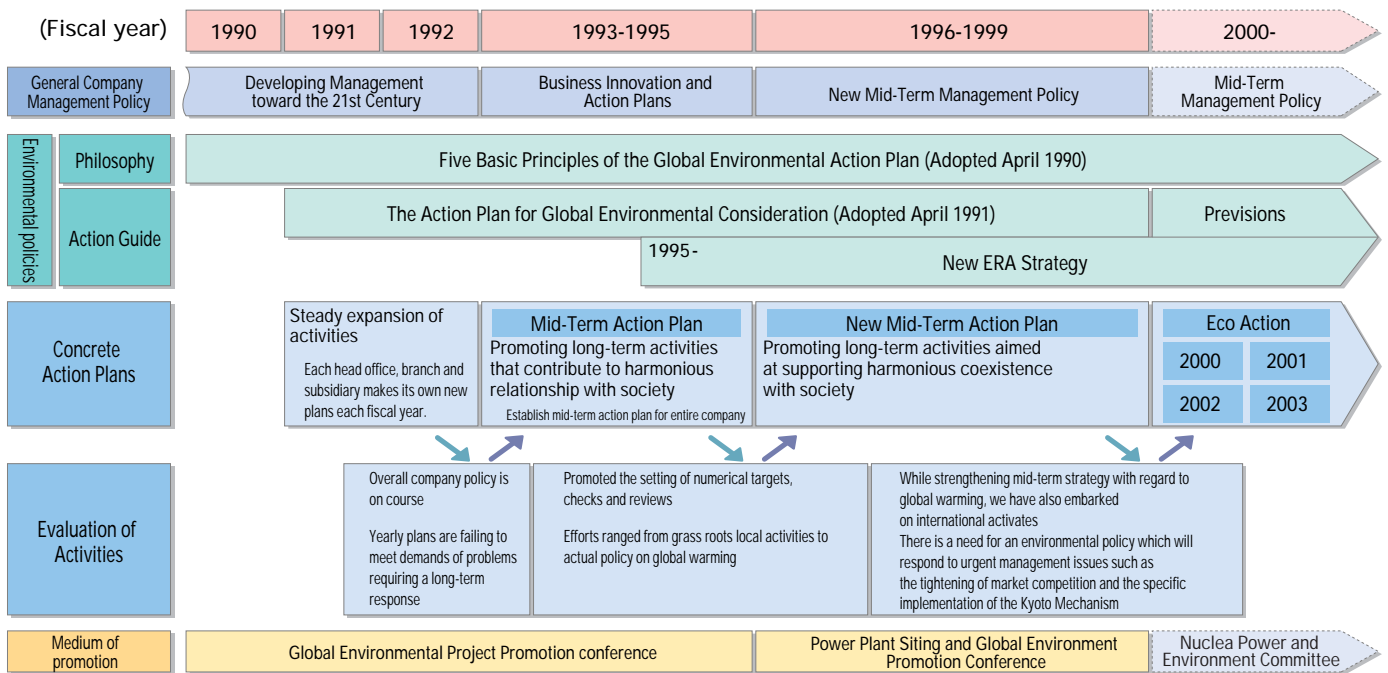 (Fiscal year)
1990
1991
1992
1993-1995
1996-1999
2000-
General Company
Management Policy
Developing Management
toward the 21st Century
Business Innovation and
Action Plans
New Mid-Term Management Policy
Mid-Term
Management Policy
Environmental policies
Philosophy
Five Basic Principles of the Global Environmental Action Plan (Adopted April 1990)
Action Guide
The Action Plan for Global Environmental Consideration (Adopted April 1991)
Previsions
1995-
New ERA Strategy
Concrete
Action Plans
Steady expansion of
activities
Each head office, branch and
subsidiary makes its own new
plans each fiscal year.
Mid-Term Action Plan
Promoting long-term activities
that contribute to harmonious
relationship with society
Establish mid-term action plan for entire company
New Mid-Term Action Plan
Promoting long-term activities aimed
at supporting harmonious coexistence
with society
Eco Action
2000
2001
2002
2003
Evaluation of
Activities
Overall company policy is
on course
Yearly plans are failing to
meet demands of problems
requiring a long-term
response
Promoted the setting of numerical targets,
checks and reviews
Efforts ranged from grass roots local activities to
actual policy on global warming
While strengthening mid-term strategy with regard to
global warming, we have also embarked
on international activates
There is a need for an environmental policy which will
respond to urgent management issues such as
the tightening of market competition and the specific
implementation of the Kyoto Mechanism
Medium of
promotion
Global Environmental Project Promotion conference
Power Plant Siting and Global Environment
Promotion Conference
Nuclea Power and
Environment Committee